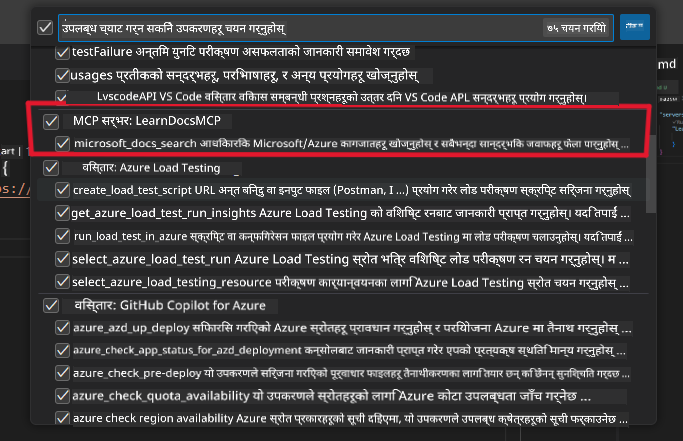 उपलब्ध च्याट गर्न सकिने उपकरणहरू चयन गर्नुहोस्
७५ चयन गरियो
ठिक ...
testFailure अन्तिम युनिट परीक्षण असफलताको जानकारी समावेश गर्दछ
usages प्रतीकको सन्दर्भहरू, परिभाषाहरू, र अन्य प्रयोगहरू खोज्नुहोस्
LvscodeAPI VS Code विस्तार विकास सम्बन्धी प्रश्नहरूको उत्तर दिन VS Code APL सन्दर्भहरू प्रयोग गर्नुहोस्।
MCP सर्भर: LearnDocsMCP
microsoft_docs_search आधिकारिक Microsoft/Azure कागजातहरू खोज्नुहोस् र सबैभन्दा सान्दर्भिक जवाफहरू फेला पार्नुहोस् ...
विस्तार: Azure Load Testing
create_load_test_script URL अन्त बिन्दु वा इनपुट फाइल (Postman, I ...) प्रयोग गरेर लोड परीक्षण स्क्रिप्ट सिर्जना गर्नुहोस्
get_azure_load_test_run_insights Azure Load Testing को विशिष्ट रनबाट जानकारी प्राप्त गर्नुहोस्। यदि तपाईं ...
run_load_test_in_azure स्क्रिप्ट वा कन्फिगरेसन फाइल प्रयोग गरेर Azure Load Testing मा लोड परीक्षण चलाउनुहोस्। यदि तपाईं ...
select_azure_load_test_run Azure Load Testing स्रोत भित्र विशिष्ट लोड परीक्षण रन चयन गर्नुहोस्। म ...
select_azure_load_testing_resource परीक्षण कार्यान्वयनका लागि Azure Load Testing स्रोत चयन गर्नुहोस् ...
विस्तार: GitHub Copilot for Azure
azure_azd_up_deploy सिफारिस गरिएको Azure स्रोतहरू प्रावधान गर्नुहोस् र परियोजना Azure मा तैनाथ गर्नुहोस् ...
azure_check_app_status_for_azd_deployment कन्सोलबाट जानकारी प्राप्त गरेर एपको प्रत्यक्ष स्थिति मान्य गर्नुहोस् ...
azure_check_pre-deploy यो उपकरणले सिर्जना गरिएको पूर्वाधार फाइलहरू तैनाथीकरणका लागि तयार छन् कि छैनन् सुनिश्चित गर्दछ ...
azure_check_quota_availability यो उपकरणले स्रोतहरूको लागि Azure कोटा उपलब्धता जाँच गर्नेछ ...
azure check region availability Azure स्रोत प्रकारहरूको सूची दिइएमा, यो उपकरणले उपलब्ध क्षेत्रहरूको सूची फर्काउनेछ ...